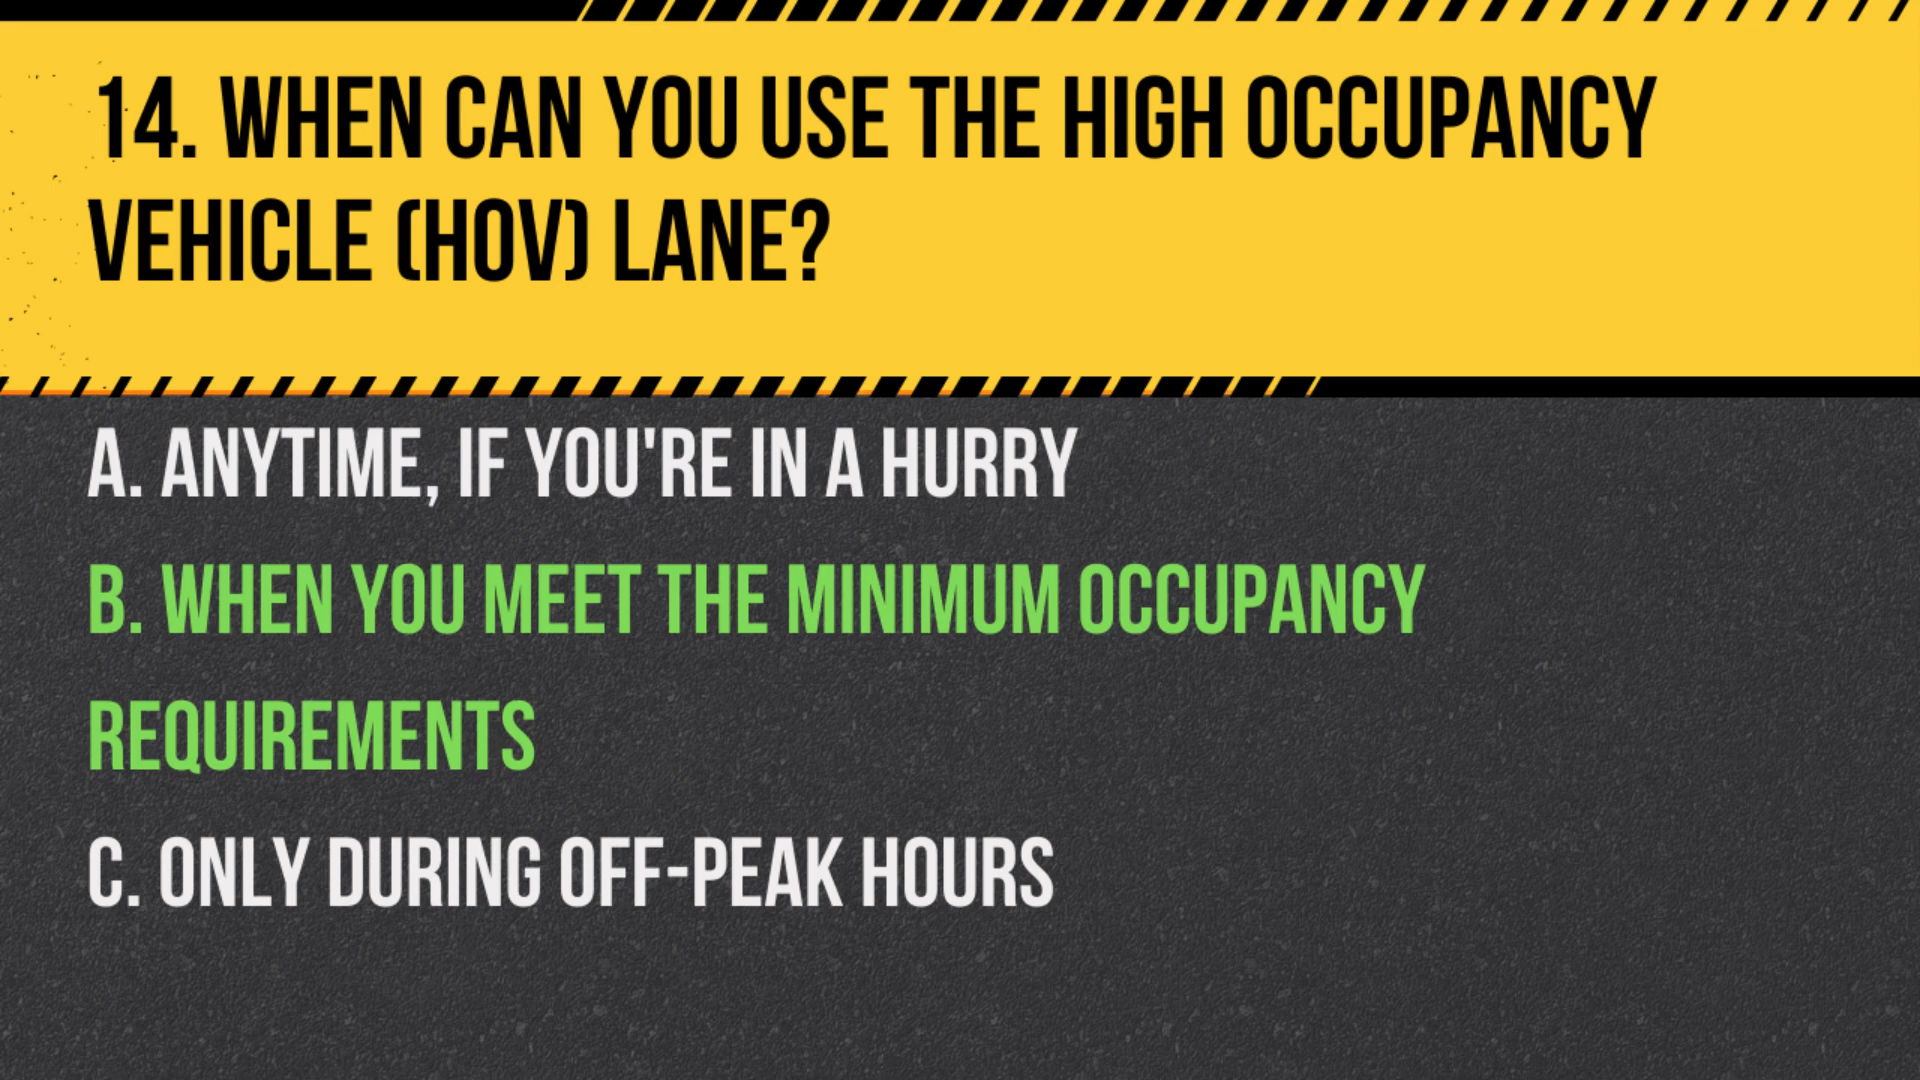 14. WHEN CAN YOU USE THE HIGH OCCUPANCY
VEHICLE (HOV) LANE?
A. ANYTIME, IF YOU'RE IN A HURRY
B. WHEN YOU MEET THE MINIMUM OCCUPANCY
REQUIREMENTS
C. ONLY DURING OFF-PEAK HOURS